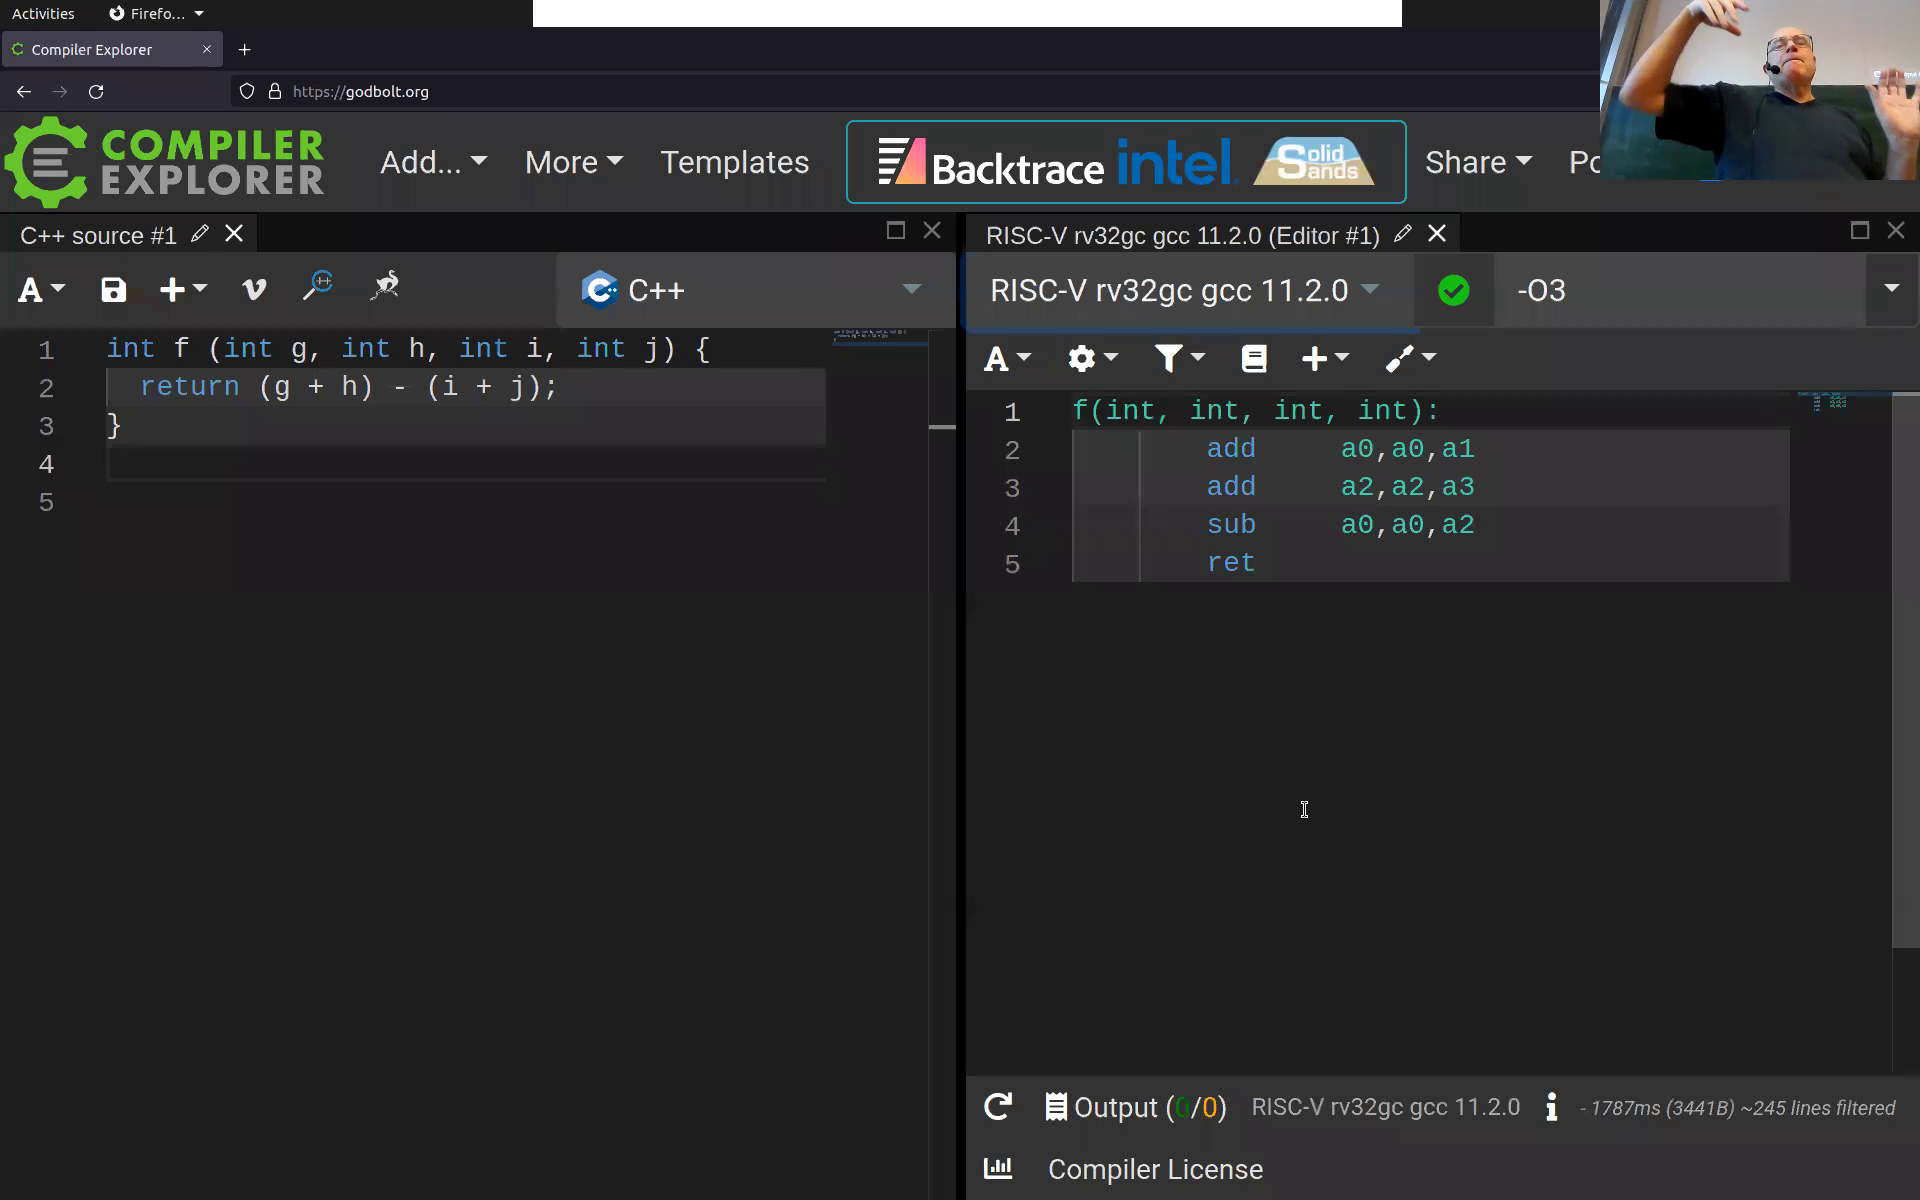 Activities Firefo...
Compiler Explorer
https://godbolt.org
COMPILER
EXPLORER
Add... More Templates Backtrace intel Solid Sands Share Po
C++ source #1
RISC-V rv32gc gcc 11.2.0 (Editor #1)
A C++
RISC-V rv32gc gcc 11.2.0 -O3
A
1 int f (int g, int h, int i, int j) {
2 return (g + h) - (i + j);
3 }
4
5
1 f(int, int, int, int):
2 add a0,a0,a1
3 add a2,a2,a3
4 sub a0,a0,a2
5 ret
Output (0/0) RISC-V rv32gc gcc 11.2.0 - 1787ms (3441B) ~245 lines filtered
Compiler License